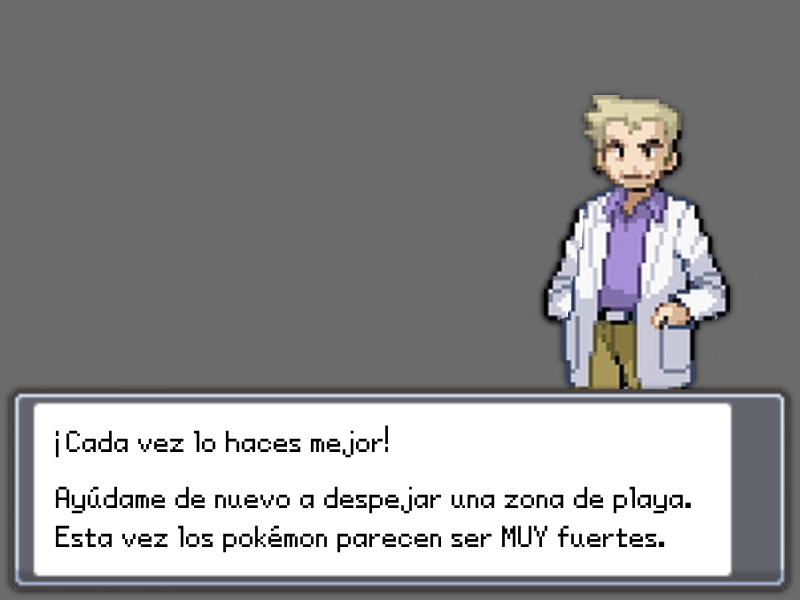 ¡Cada vez lo haces mejor!
Ayúdame de nuevo a despejar una zona de playa.
Esta vez los pokémon parecen ser MUY fuertes.